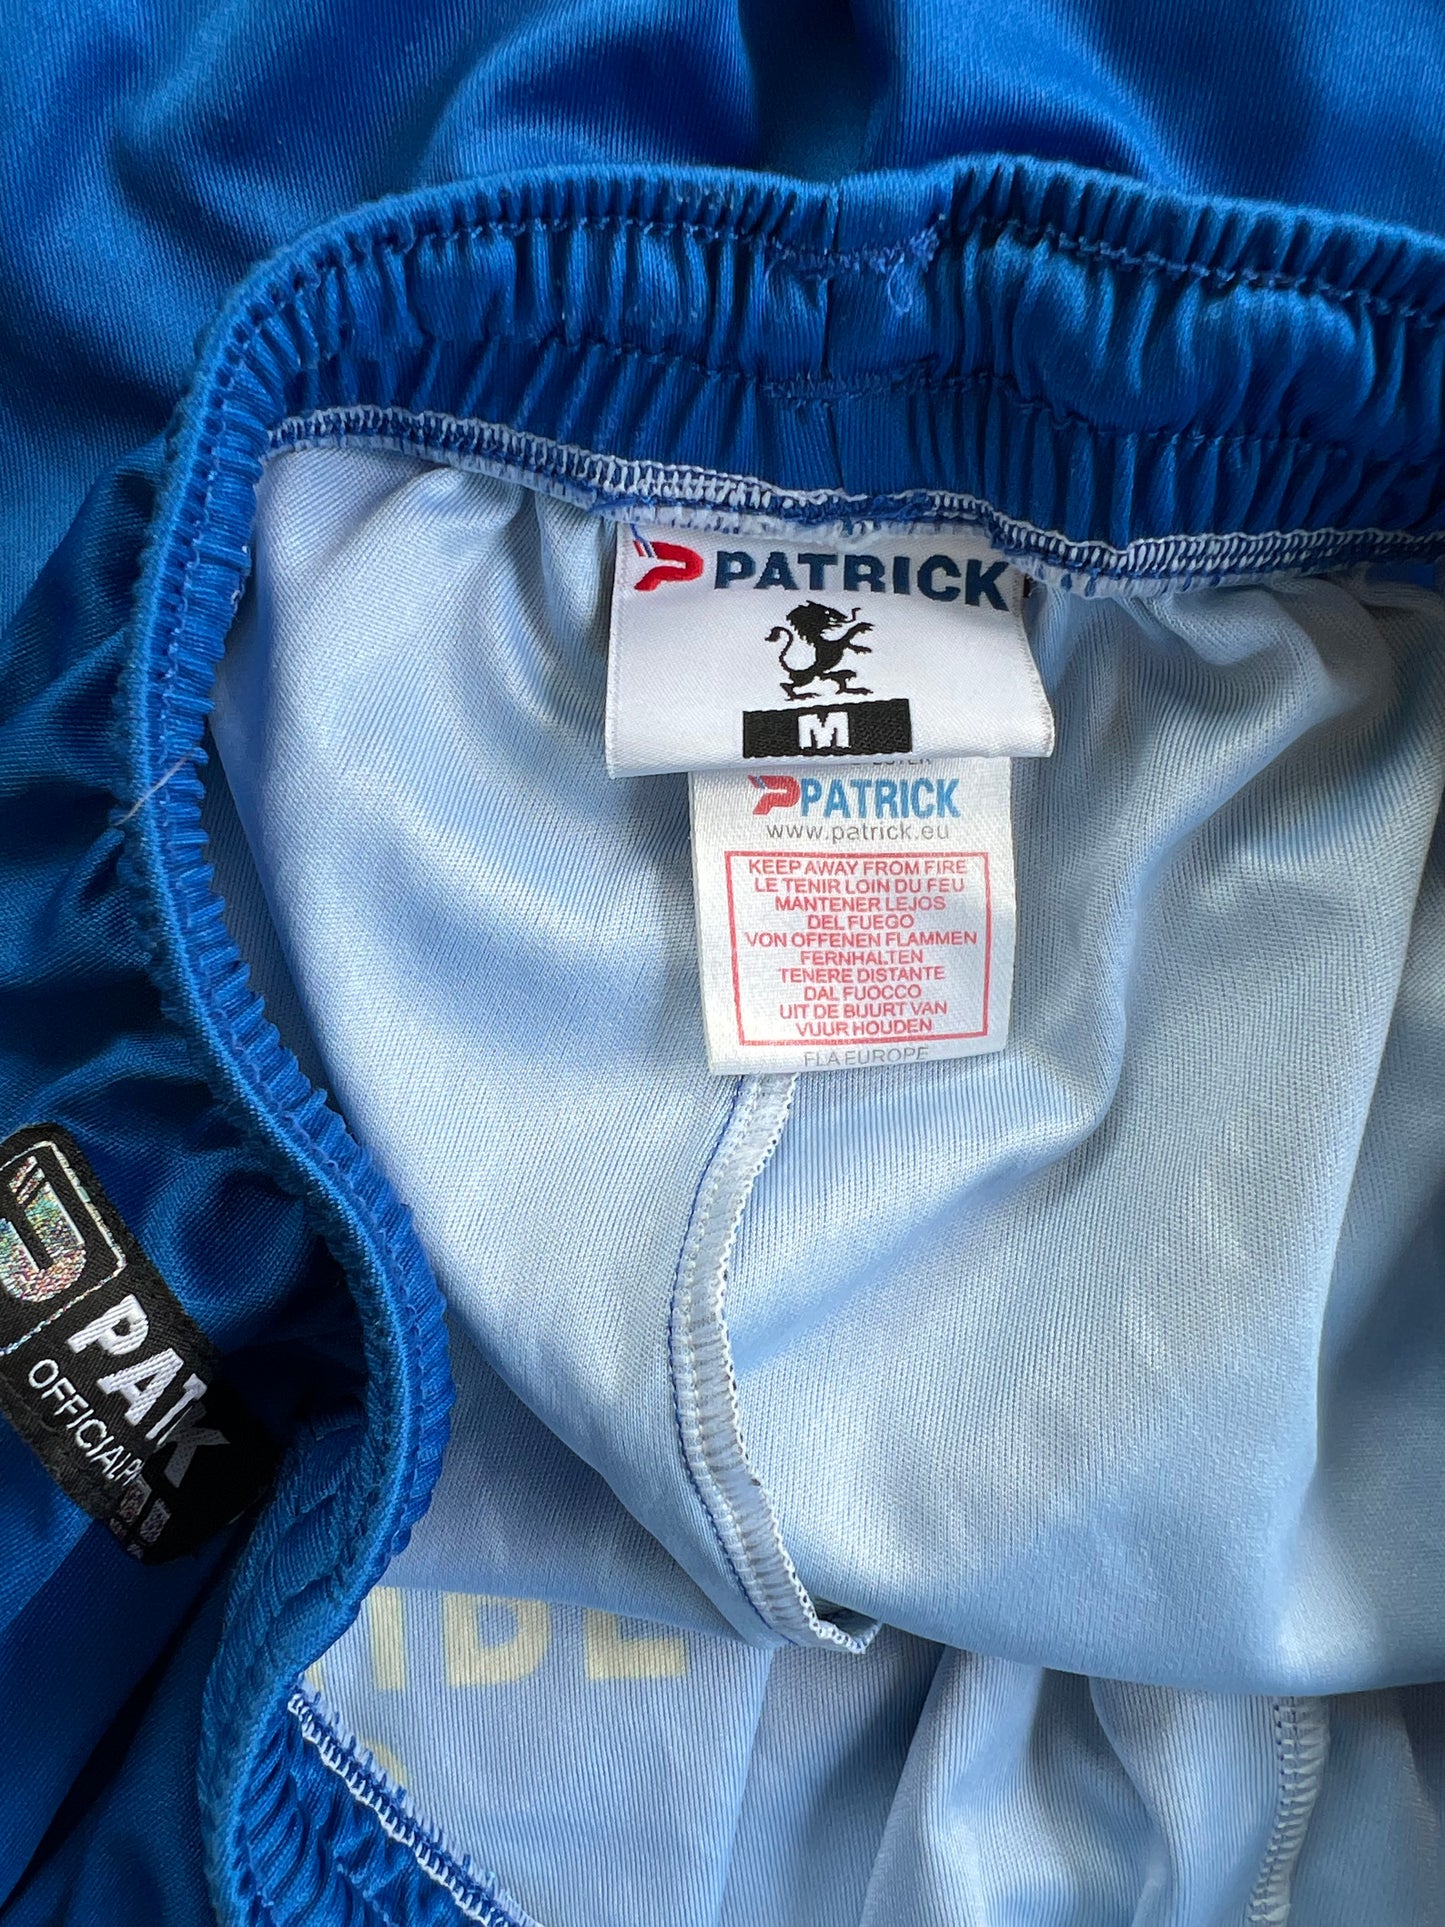 PATRICK
M
PATRICK
www.patrick.eu
KEEP AWAY FROM FIRE
LE TENIR LOIN DU FEU
MANTENER LEJOS
DEL FUEGO
VON OFFENEN FLAMMEN
FERNHALTEN
TENERE DISTANTE
DAL FUOCCO
UIT DE BUURT VAN
VUUR HOUDEN
FLA EUROPE
OFFICIAL